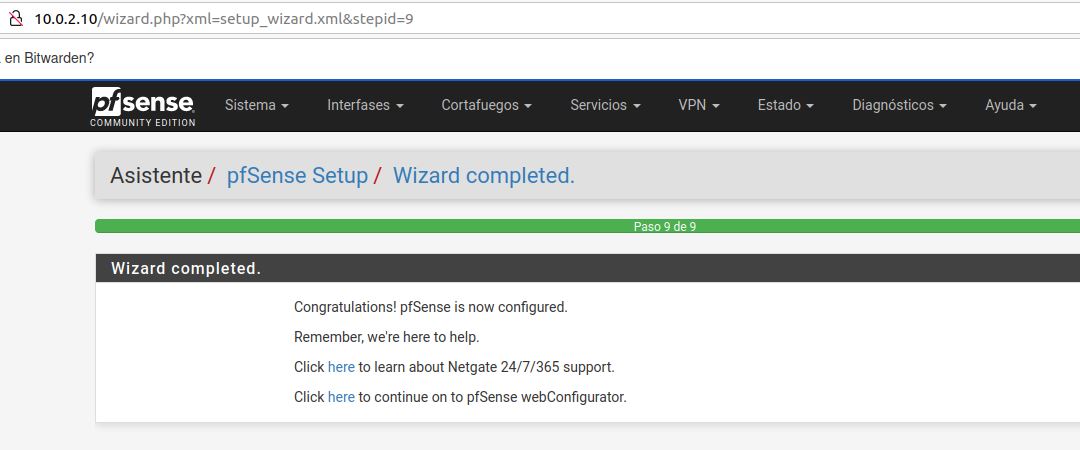 10.0.2.10/wizard.php?xml=setup_wizard.xml&stepid=9
en Bitwarden?
pfsense
COMMUNITY EDITION
Sistema Interfaces Cortafuegos Servicios VPN Estado Diagnósticos Ayuda
Asistente / pfSense Setup / Wizard completed.
Paso 9 de 9
Wizard completed.
Congratulations! pfSense is now configured.
Remember, we're here to help.
Click here to learn about Netgate 24/7/365 support.
Click here to continue on to pfSense webConfigurator.